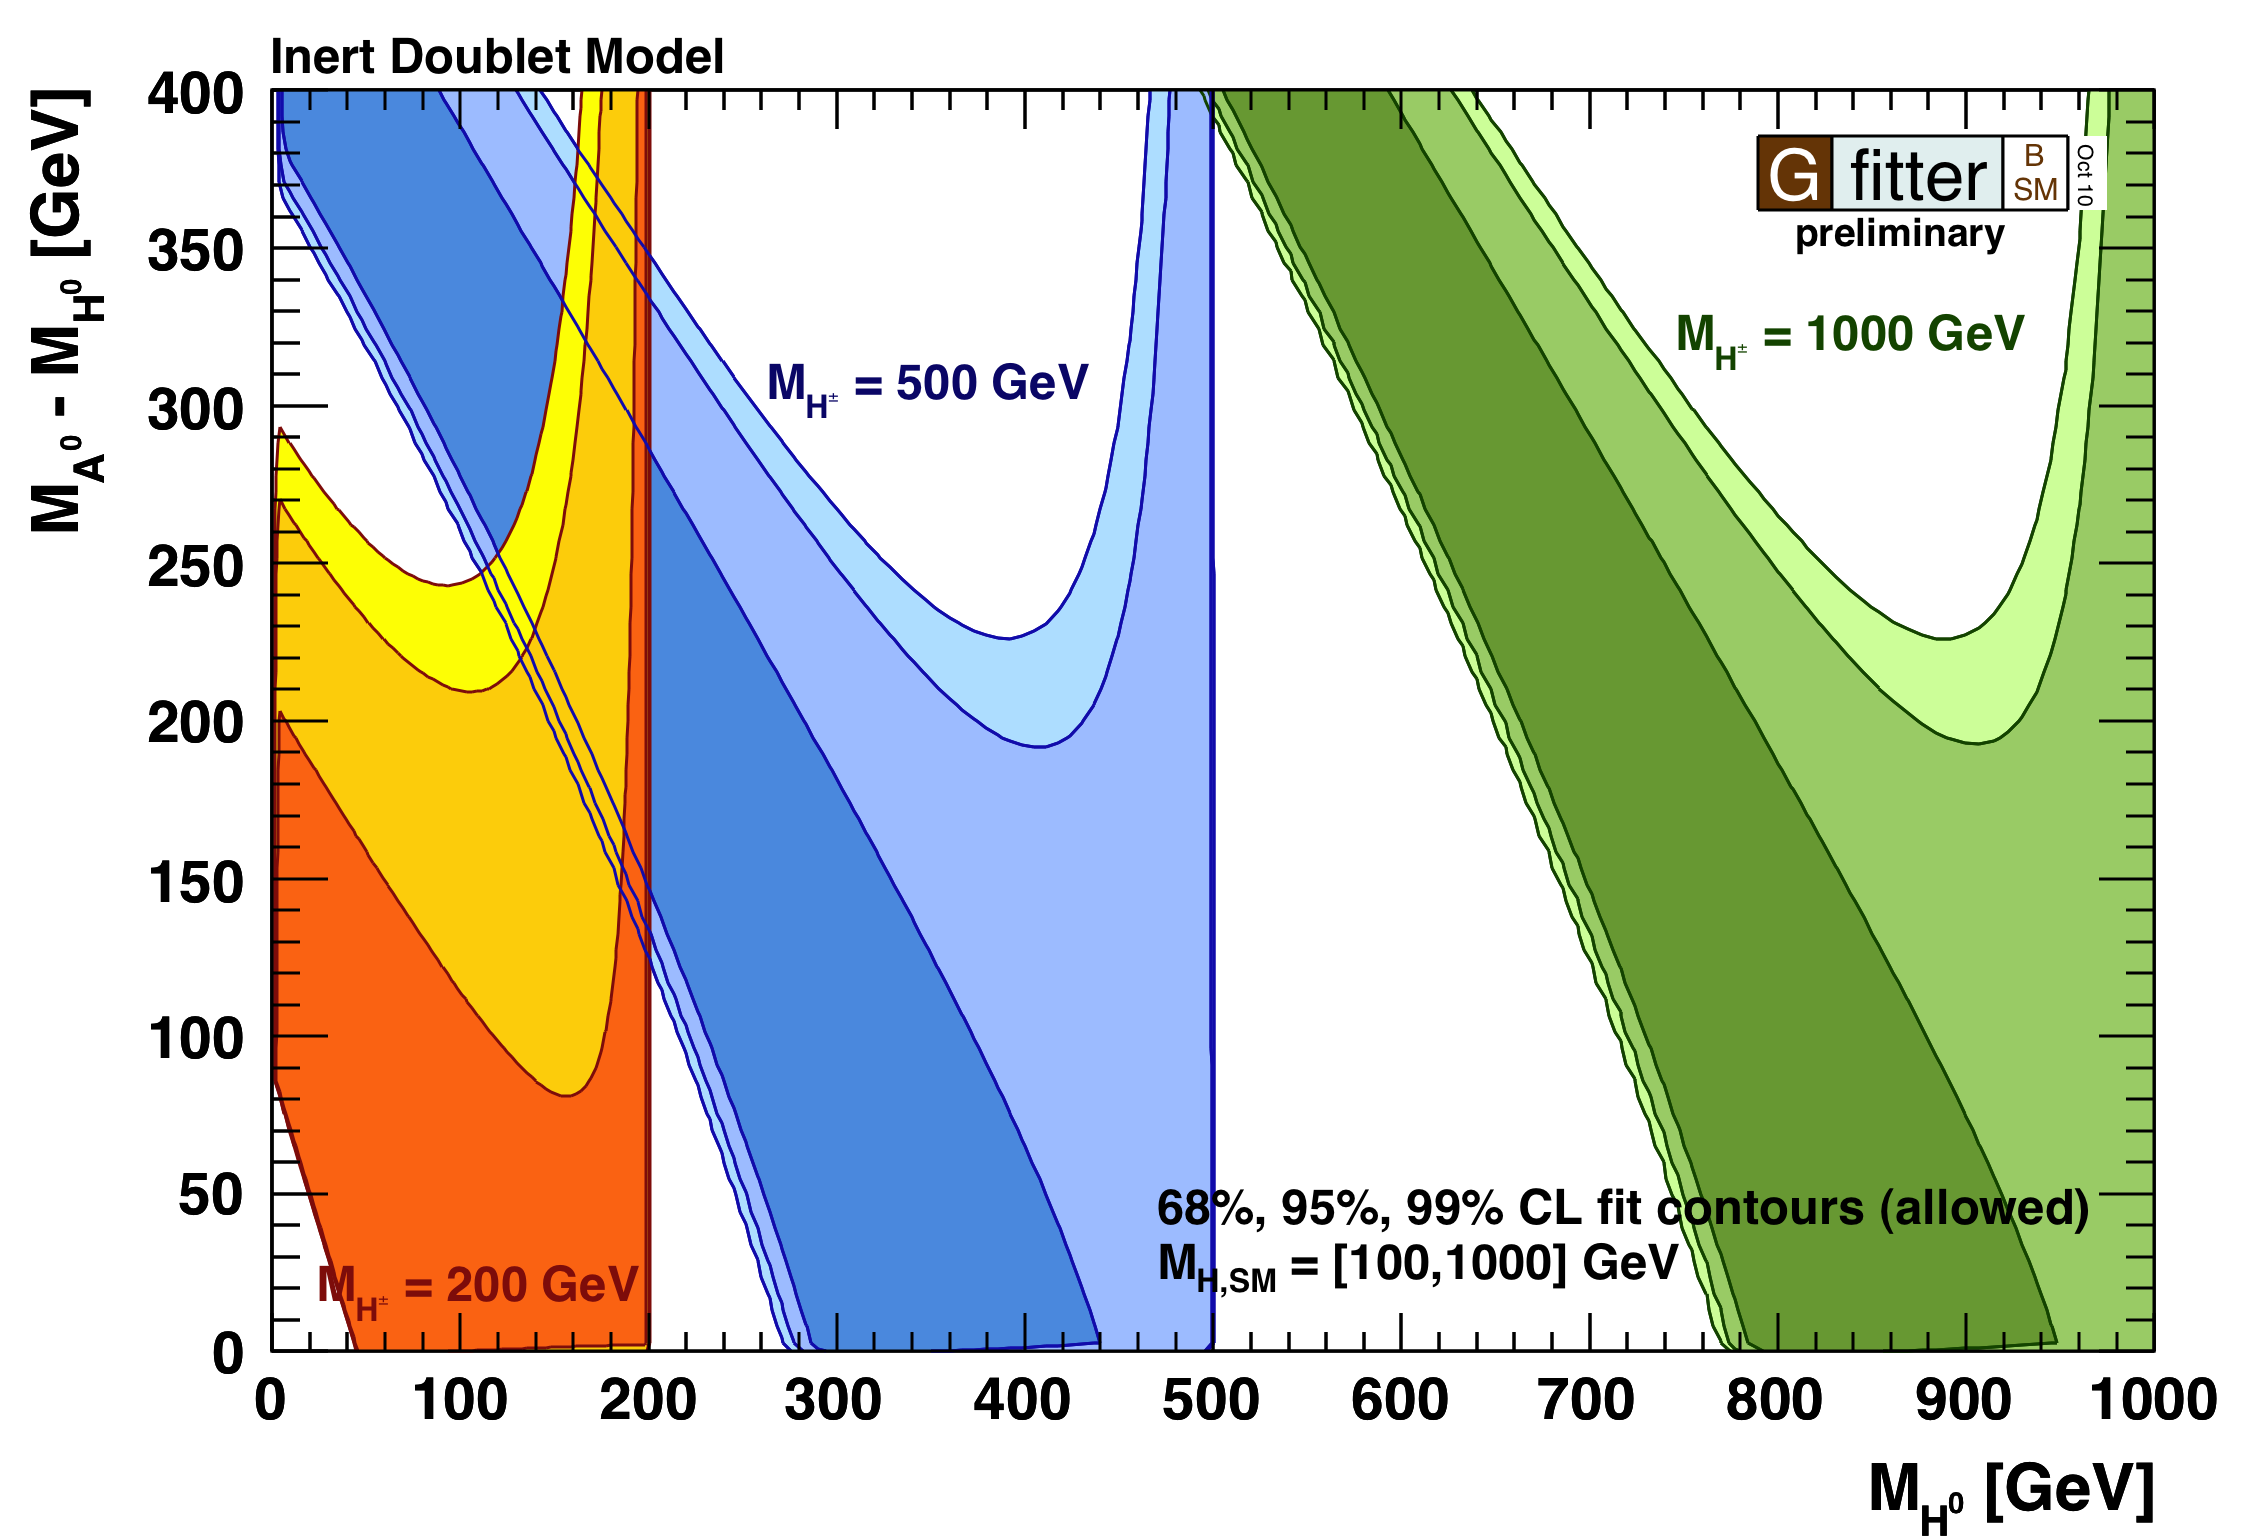 Inert Doublet Model
M_A⁰ - M_H⁰ [GeV]
400
350
300
250
200
150
100
50
0
G fitter B SM Oct 10
preliminary
M_H± = 1000 GeV
M_H± = 500 GeV
M_H± = 200 GeV
68%, 95%, 99% CL fit contours (allowed)
M_H,SM = [100,1000] GeV
0 100 200 300 400 500 600 700 800 900 1000
M_H⁰ [GeV]